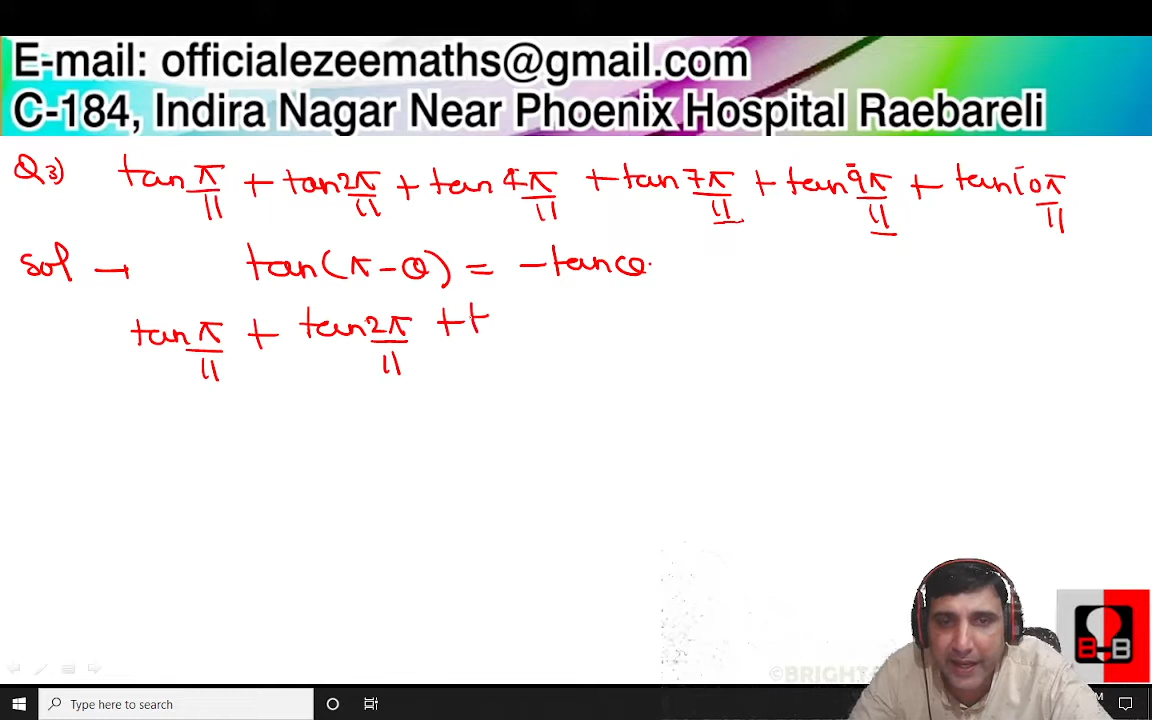 E-mail: officialezeemaths@gmail.com
C-184, Indira Nagar Near Phoenix Hospital Raebareli
Q3) tan π/11 + tan 2π/11 + tan 4π/11 + tan 7π/11 + tan 9π/11 + tan 10π/11
Sol → tan(π-θ) = -tanθ.
tan π/11 + tan 2π/11 + t
B B
©BRIGHT
M
Type here to search